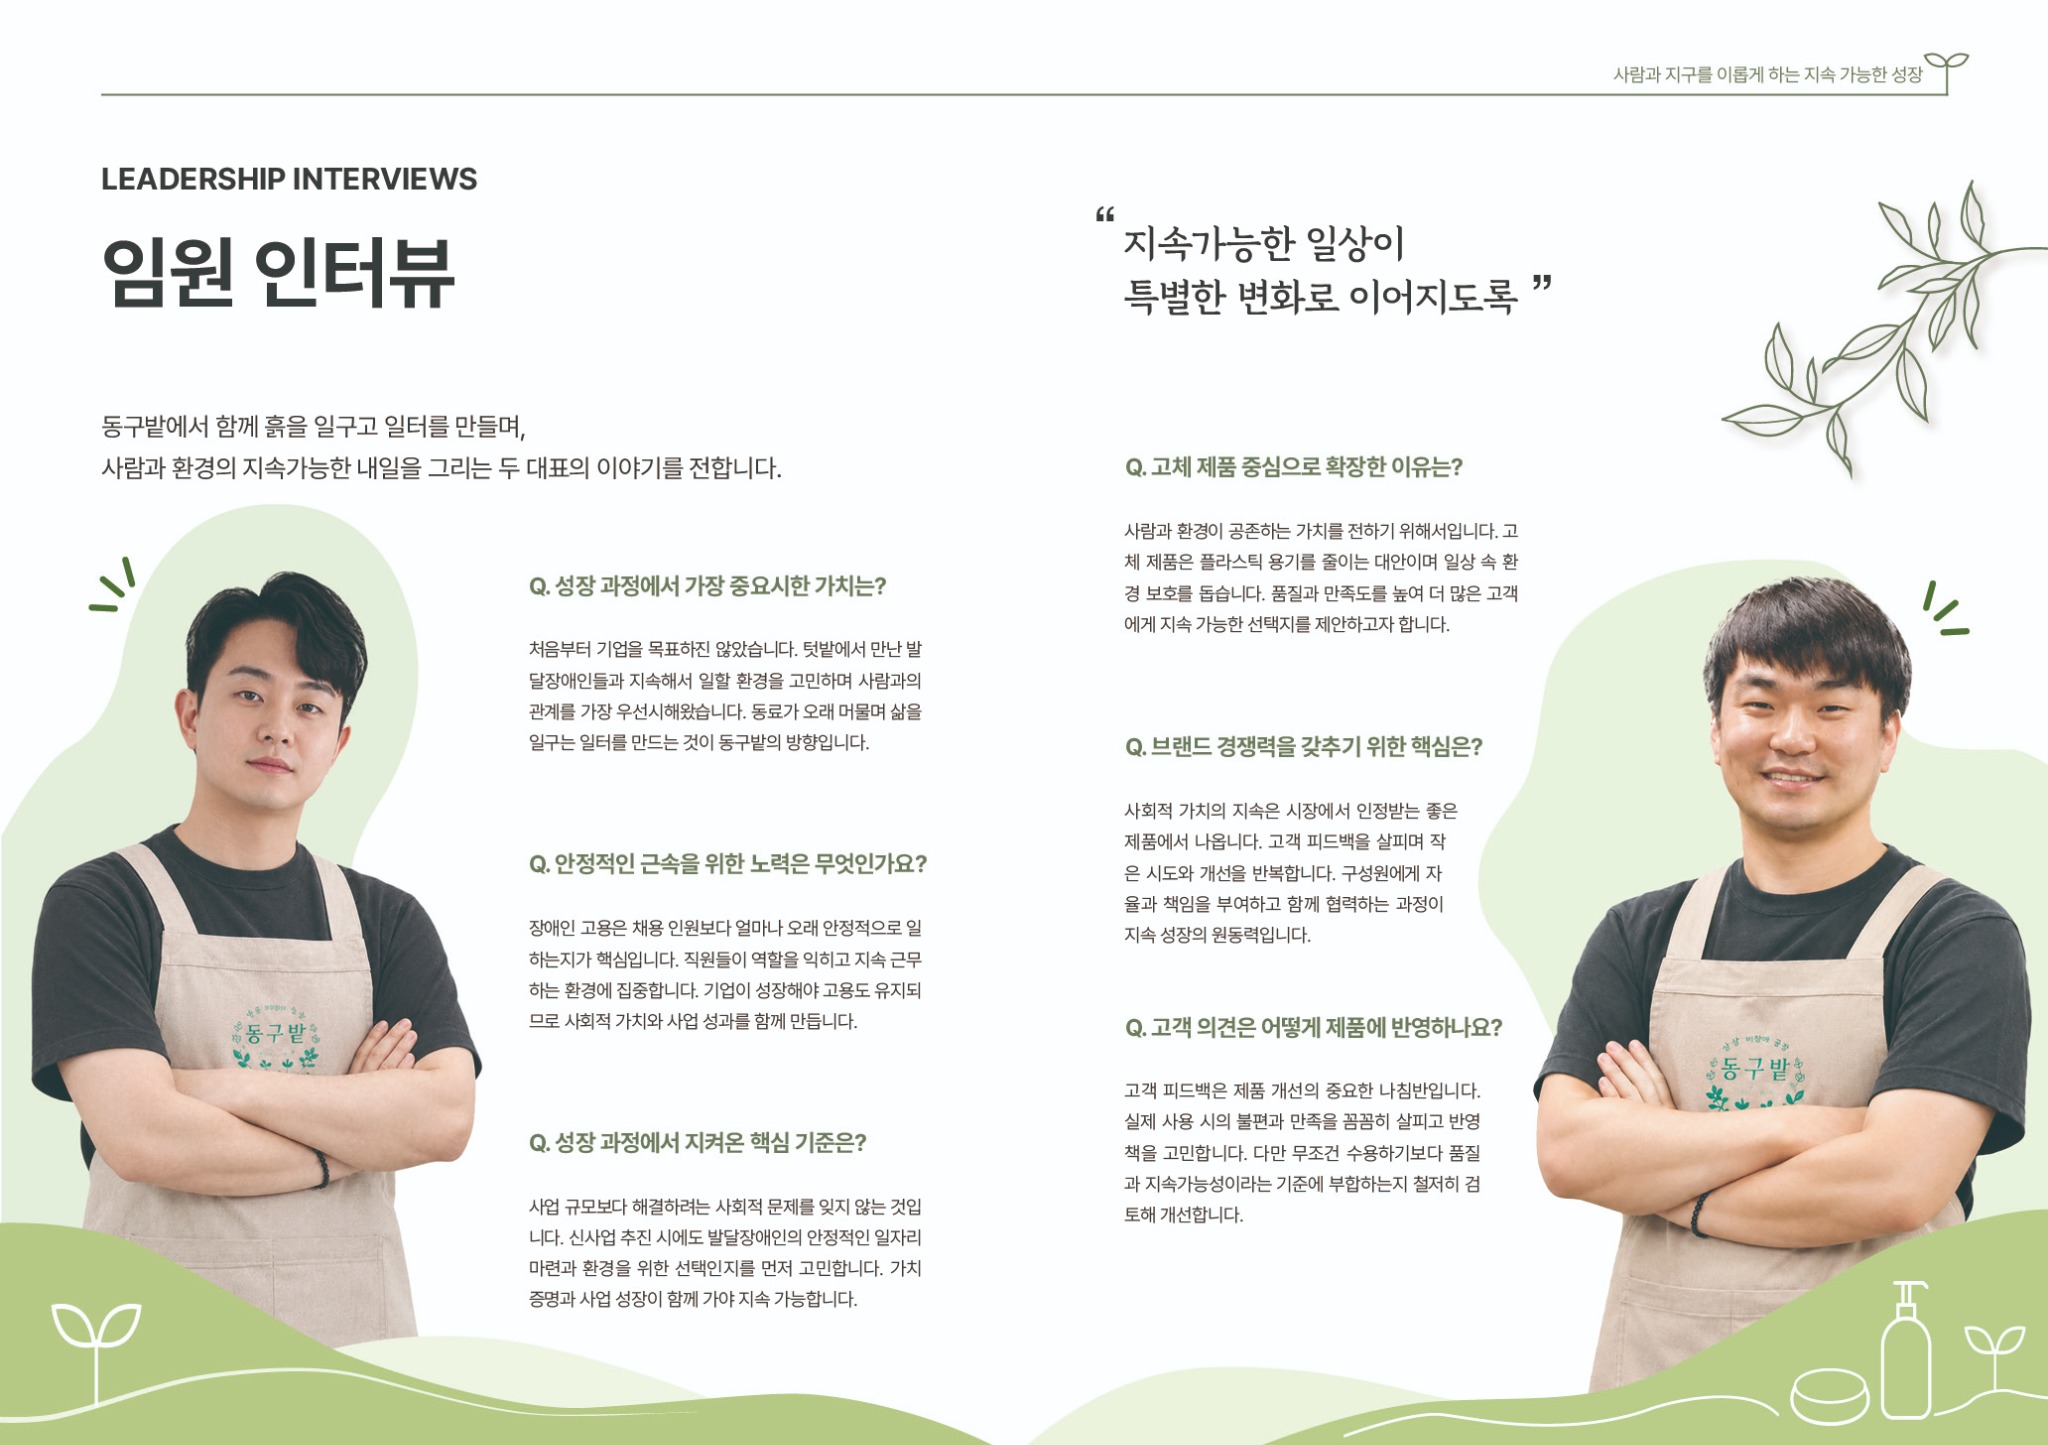 사람과 지구를 이롭게 하는 지속 가능한 성장
LEADERSHIP INTERVIEWS
임원 인터뷰
동구밭에서 함께 흙을 일구고 일터를 만들며,
사람과 환경의 지속가능한 내일을 그리는 두 대표의 이야기를 전합니다.
Q. 성장 과정에서 가장 중요시한 가치는?
처음부터 기업을 목표하진 않았습니다. 텃밭에서 만난 발
달장애인들과 지속해서 일할 환경을 고민하며 사람과의
관계를 가장 우선시해왔습니다. 동료가 오래 머물며 삶을
일구는 일터를 만드는 것이 동구밭의 방향입니다.
Q. 안정적인 근속을 위한 노력은 무엇인가요?
장애인 고용은 채용 인원보다 얼마나 오래 안정적으로 일
하는지가 핵심입니다. 직원들이 역할을 익히고 지속 근무
하는 환경에 집중합니다. 기업이 성장해야 고용도 유지되
므로 사회적 가치와 사업 성과를 함께 만듭니다.
Q. 성장 과정에서 지켜온 핵심 기준은?
사업 규모보다 해결하려는 사회적 문제를 잊지 않는 것입
니다. 신사업 추진 시에도 발달장애인의 안정적인 일자리
마련과 환경을 위한 선택인지를 먼저 고민합니다. 가치
증명과 사업 성장이 함께 가야 지속 가능합니다.
동구밭
“ 지속가능한 일상이
특별한 변화로 이어지도록 ”
Q. 고체 제품 중심으로 확장한 이유는?
사람과 환경이 공존하는 가치를 전하기 위해서입니다. 고
체 제품은 플라스틱 용기를 줄이는 대안이며 일상 속 환
경 보호를 돕습니다. 품질과 만족도를 높여 더 많은 고객
에게 지속 가능한 선택지를 제안하고자 합니다.
Q. 브랜드 경쟁력을 갖추기 위한 핵심은?
사회적 가치의 지속은 시장에서 인정받는 좋은
제품에서 나옵니다. 고객 피드백을 살피며 작
은 시도와 개선을 반복합니다. 구성원에게 자
율과 책임을 부여하고 함께 협력하는 과정이
지속 성장의 원동력입니다.
Q. 고객 의견은 어떻게 제품에 반영하나요?
고객 피드백은 제품 개선의 중요한 나침반입니다.
실제 사용 시의 불편과 만족을 꼼꼼히 살피고 반영
책을 고민합니다. 다만 무조건 수용하기보다 품질
과 지속가능성이라는 기준에 부합하는지 철저히 검
토해 개선합니다.
동구밭